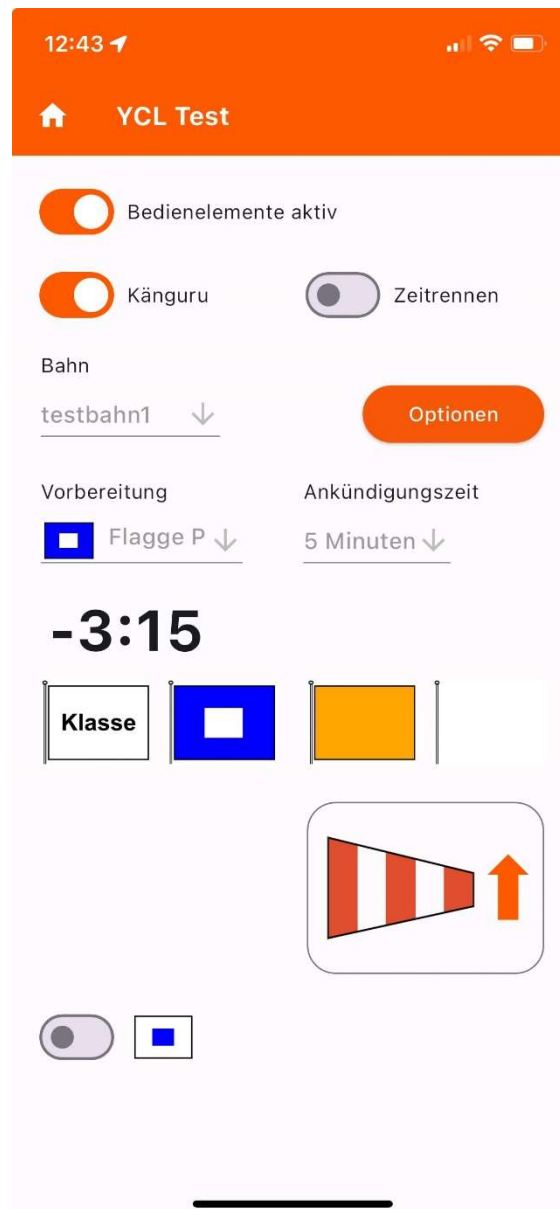 12:43
YCL Test
Bedienelemente aktiv
Känguru
Zeitrennen
Bahn
testbahn1
Optionen
Vorbereitung
Ankündigungszeit
Flagge P
5 Minuten
-3:15
Klasse